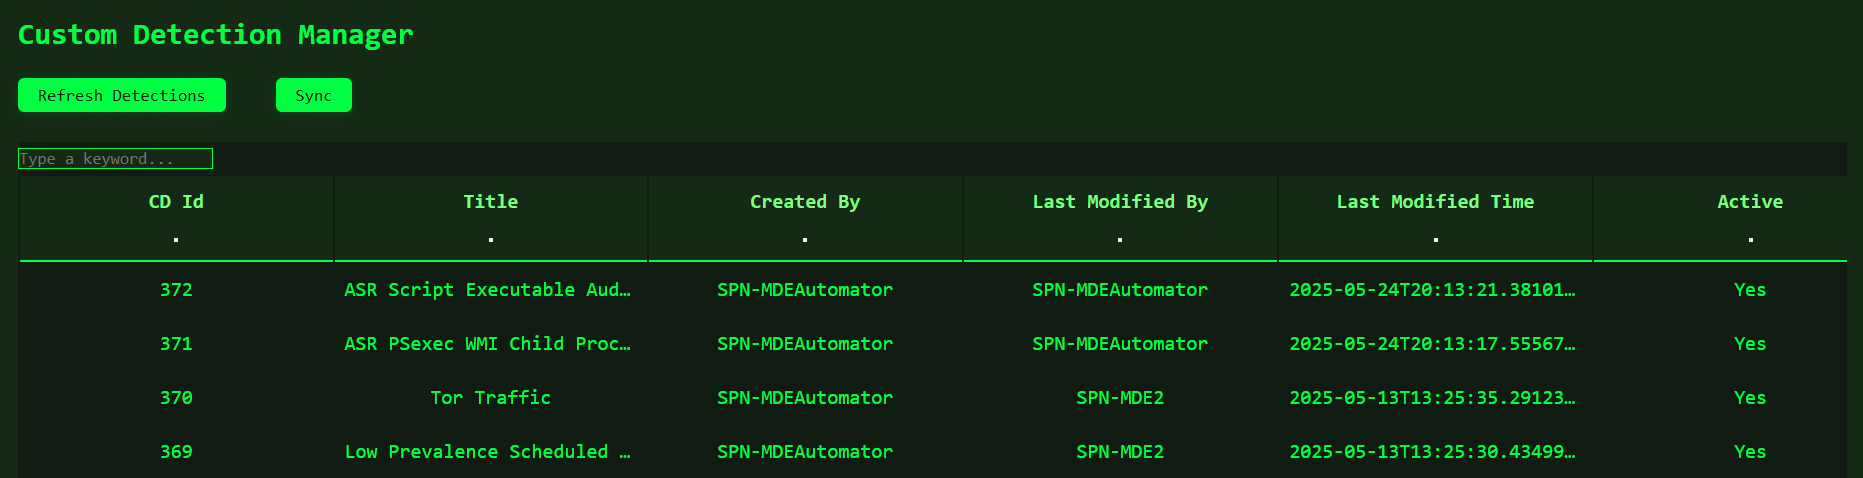 Custom Detection Manager
Refresh Detections Sync
Type a keyword...
CD Id Title Created By Last Modified By Last Modified Time Active
372 ASR Script Executable Aud… SPN-MDEAutomator SPN-MDEAutomator 2025-05-24T20:13:21.38101… Yes
371 ASR PSexec WMI Child Proc… SPN-MDEAutomator SPN-MDEAutomator 2025-05-24T20:13:17.55567… Yes
370 Tor Traffic SPN-MDEAutomator SPN-MDE2 2025-05-13T13:25:35.29123… Yes
369 Low Prevalence Scheduled … SPN-MDEAutomator SPN-MDE2 2025-05-13T13:25:30.43499… Yes